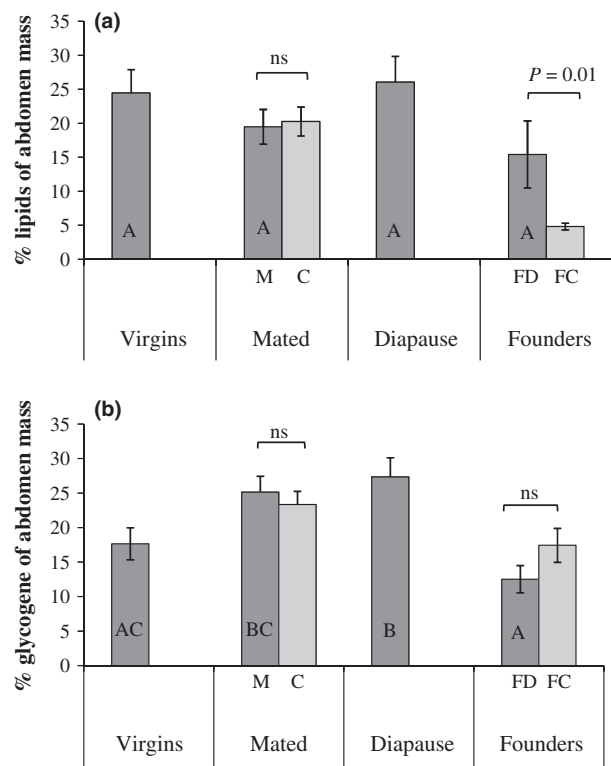 (a)
% lipids of abdomen mass
35
30
25
20
15
10
5
0
ns
P = 0.01
A
A
A
A
M C FD FC
Virgins Mated Diapause Founders
(b)
% glycogene of abdomen mass
35
30
25
20
15
10
5
0
ns
ns
AC
BC
B
A
M C FD FC
Virgins Mated Diapause Founders